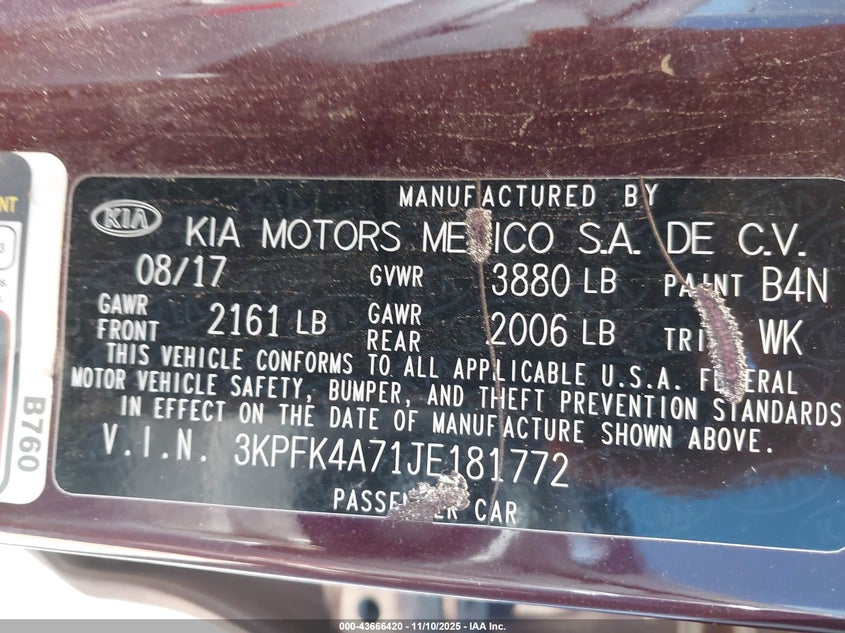 MANUFACTURED BY
KIA KIA MOTORS MEXICO S.A. DE C.V.
08/17 GVWR 3880 LB PAINT B4N
GAWR FRONT 2161 LB GAWR REAR 2006 LB TRIM WK
THIS VEHICLE CONFORMS TO ALL APPLICABLE U.S.A. FEDERAL
MOTOR VEHICLE SAFETY, BUMPER, AND THEFT PREVENTION STANDARDS
IN EFFECT ON THE DATE OF MANUFACTURE SHOWN ABOVE.
V.I.N. 3KPFK4A71JE181772
PASSENGER CAR
B760
000-43666420 - 11/10/2025 - IAA Inc.